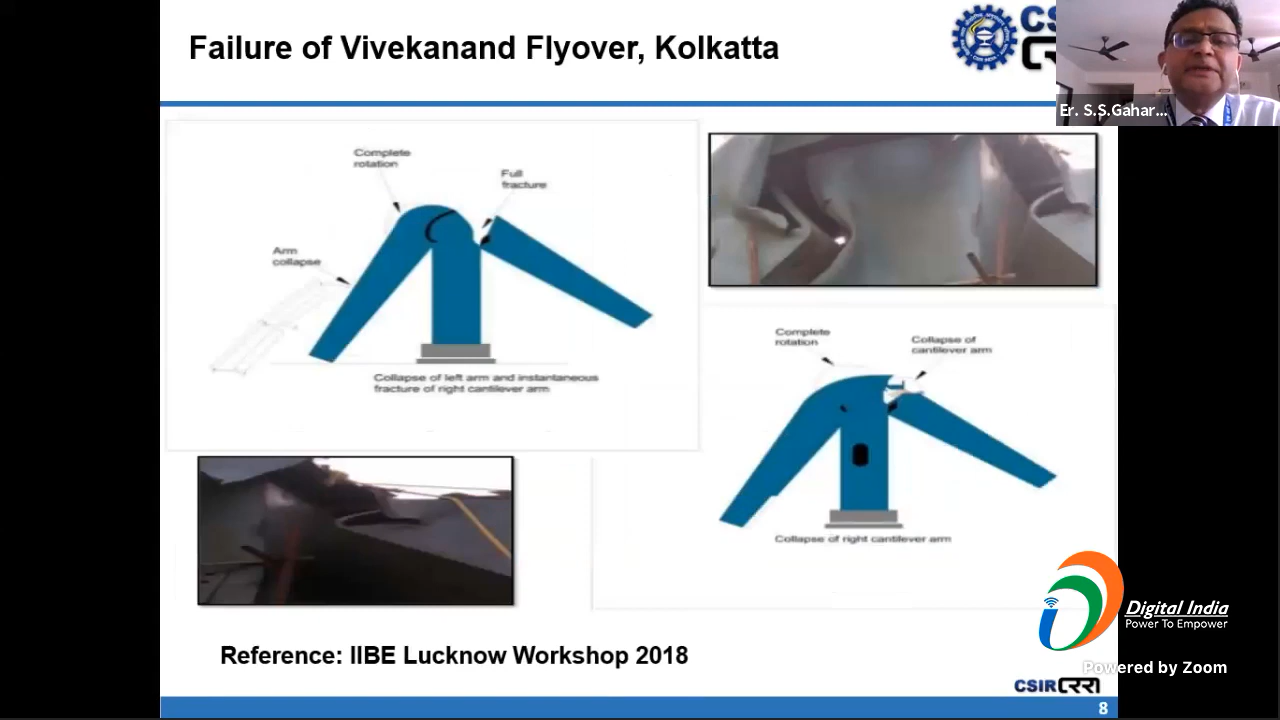 Failure of Vivekanand Flyover, Kolkatta
CSI
Er. S.S.Gahar...
Complete
rotation
Full
fracture
Arm
collapse
Collapse of left arm and instantaneous
fracture of right cantilever arm
Complete
rotation
Collapse of
cantilever arm
Collapse of right cantilever arm
Digital India
Power To Empower
Reference: IIBE Lucknow Workshop 2018
Powered by Zoom
CSIR CRRI
8